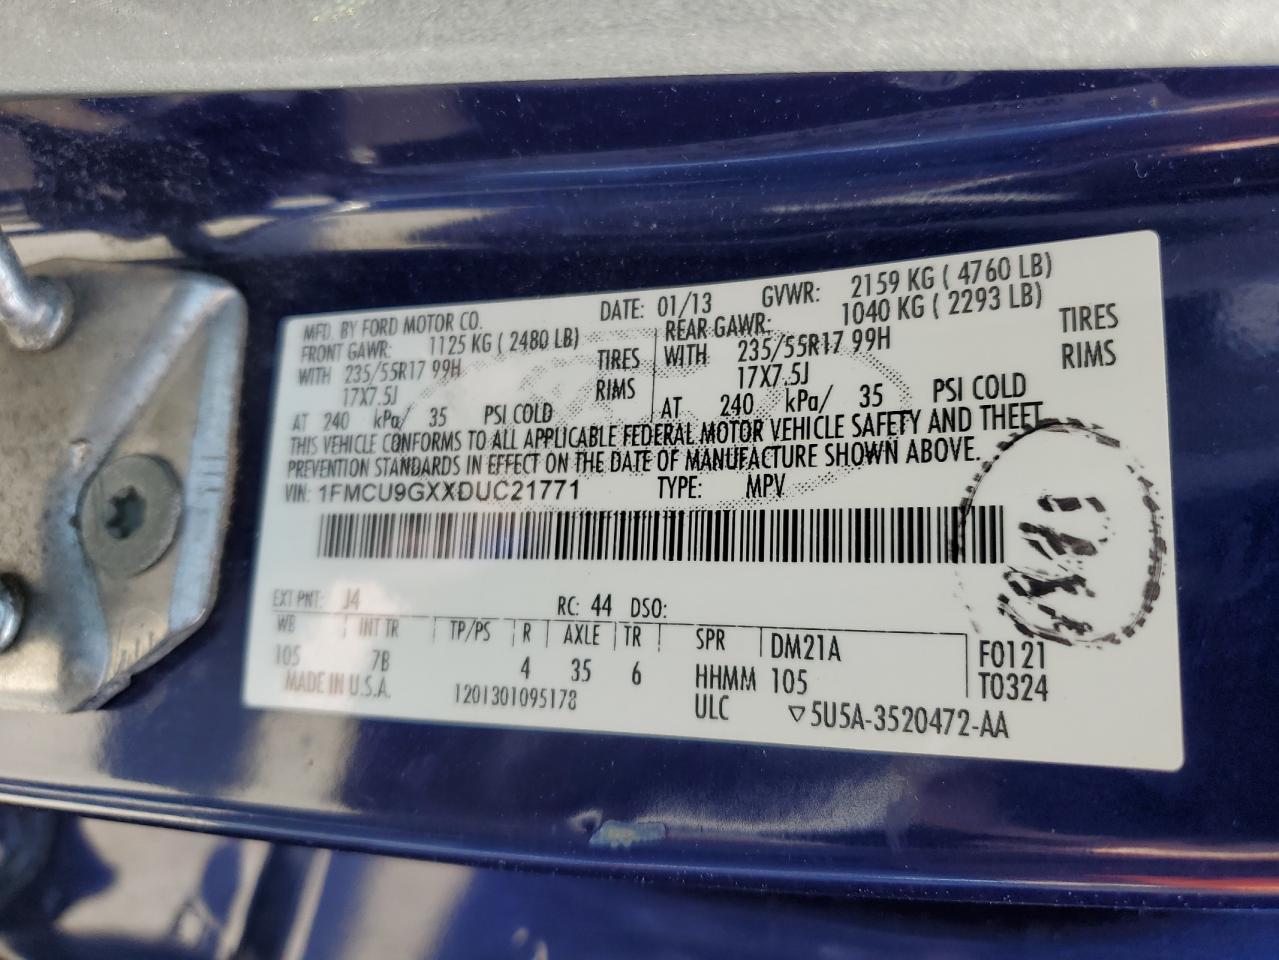 MFD. BY FORD MOTOR CO. DATE: 01/13 GVWR: 2159 KG ( 4760 LB)
FRONT GAWR: 1125 KG ( 2480 LB) REAR GAWR: 1040 KG ( 2293 LB)
WITH 235/55R17 99H TIRES WITH 235/55R17 99H TIRES
17X7.5J RIMS 17X7.5J RIMS
AT 240 kPa/ 35 PSI COLD AT 240 kPa/ 35 PSI COLD
THIS VEHICLE CONFORMS TO ALL APPLICABLE FEDERAL MOTOR VEHICLE SAFETY AND THEFT
PREVENTION STANDARDS IN EFFECT ON THE DATE OF MANUFACTURE SHOWN ABOVE.
VIN: 1FMCU9GXXDUC21771 TYPE: MPV
EXT PNT: J4 RC: 44 DSO:
WB INT TR TP/PS R AXLE TR SPR DM21A F0121
105 7B 4 35 6 HHMM 105 T0324
MADE IN U.S.A. 1201301095178 ULC ▽5U5A-3520472-AA